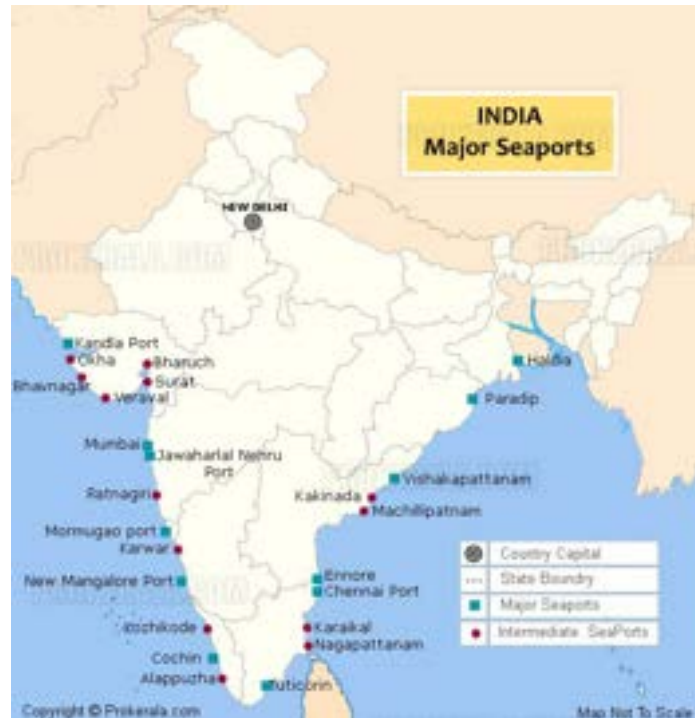 INDIA
Major Seaports
NEW DELHI
Kandla Port
Okha
Bharuch
Bhavnagar
Surat
Veraval
Haldia
Paradip
Mumbai
Jawaharlal Nehru
Port
Vishakapattanam
Ratnagiri
Kakinada
Machillipatnam
Mormugao port
Karwar
Country Capital
New Mangalore Port
Ennore
State Boundry
Chennai Port
Major Seaports
Kozhikode
Karaikal
Intermediate SeaPorts
Nagapattanam
Cochin
Alappuzha
Tuticorin
Copyright © Prokerala.com
Map Not To Scale